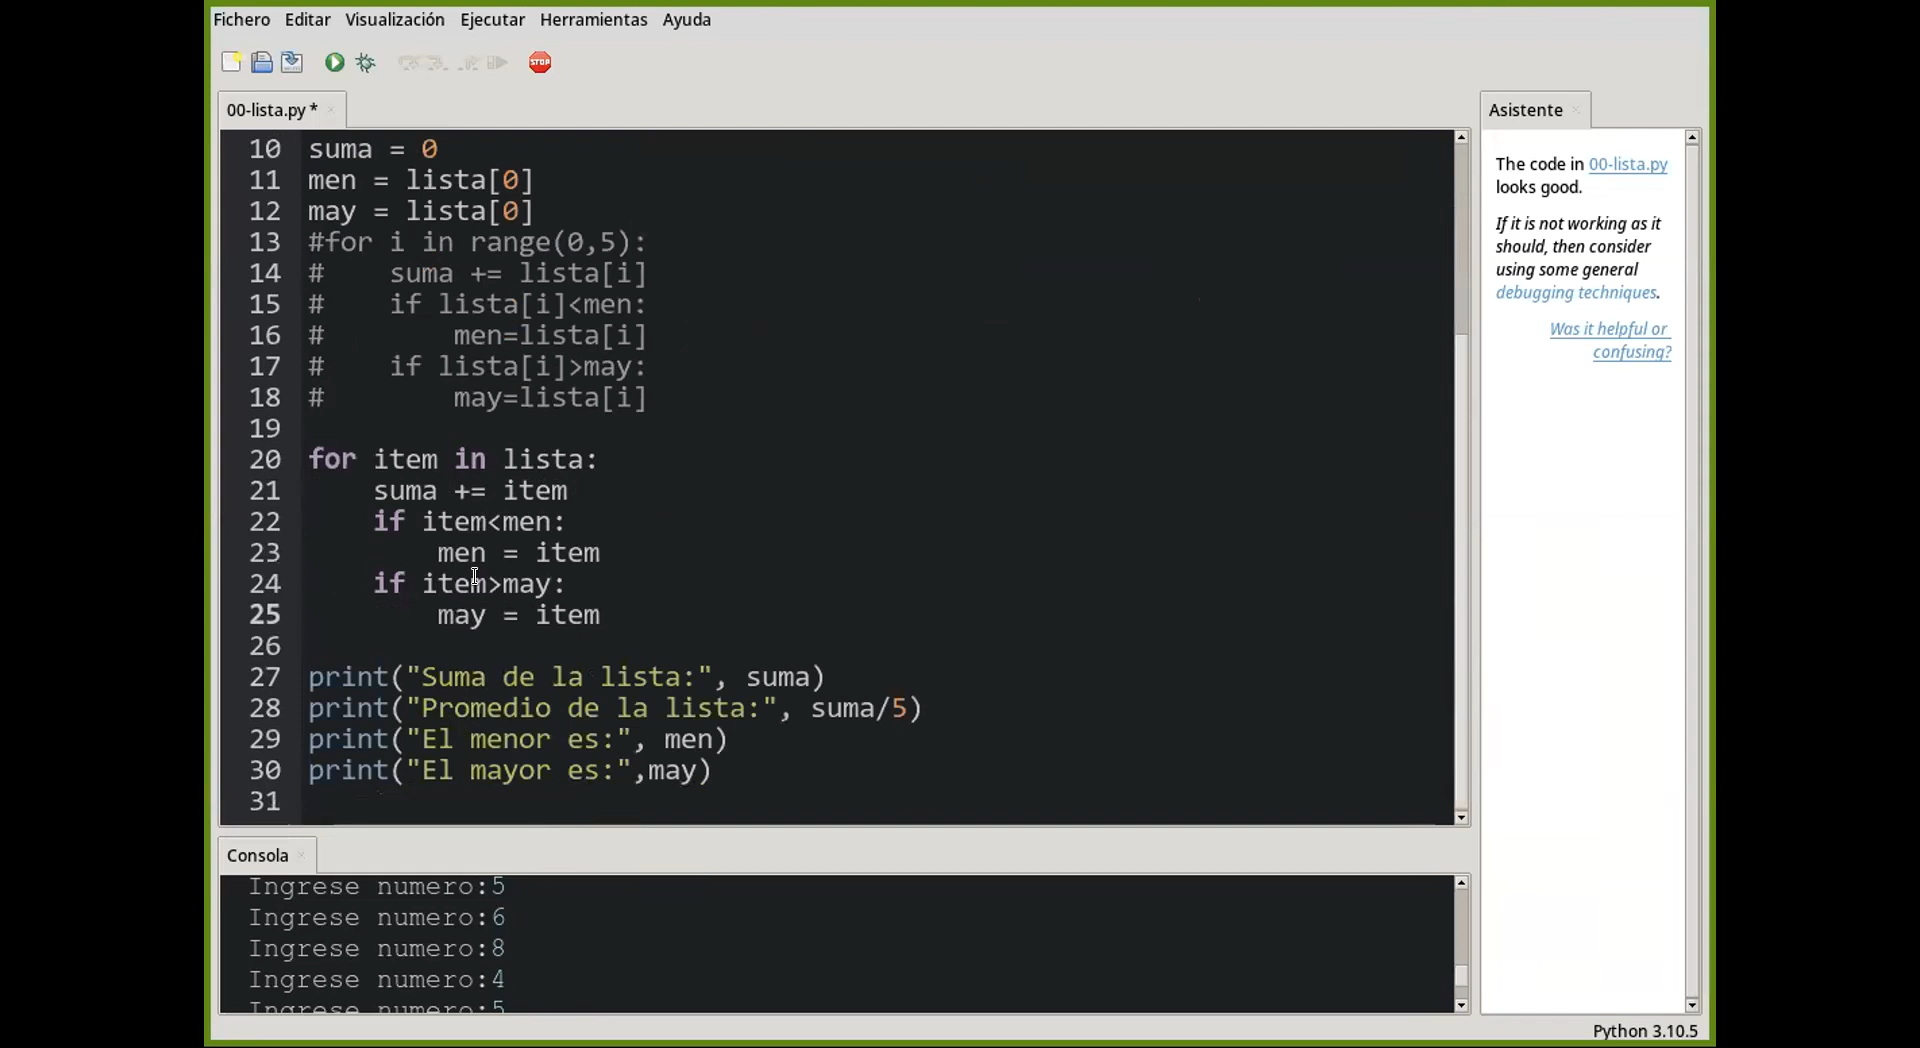 Fichero Editar Visualización Ejecutar Herramientas Ayuda
STOP
00-lista.py *
10 suma = 0
11 men = lista[0]
12 may = lista[0]
13 #for i in range(0,5):
14 #    suma += lista[i]
15 #    if lista[i]<men:
16 #        men=lista[i]
17 #    if lista[i]>may:
18 #        may=lista[i]
19
20 for item in lista:
21     suma += item
22     if item<men:
23         men = item
24     if item>may:
25         may = item
26
27 print("Suma de la lista:", suma)
28 print("Promedio de la lista:", suma/5)
29 print("El menor es:", men)
30 print("El mayor es:",may)
31
Consola
Ingrese numero:5
Ingrese numero:6
Ingrese numero:8
Ingrese numero:4
Ingrese numero:5
Asistente
The code in 00-lista.py
looks good.
If it is not working as it
should, then consider
using some general
debugging techniques.
Was it helpful or
confusing?
Python 3.10.5